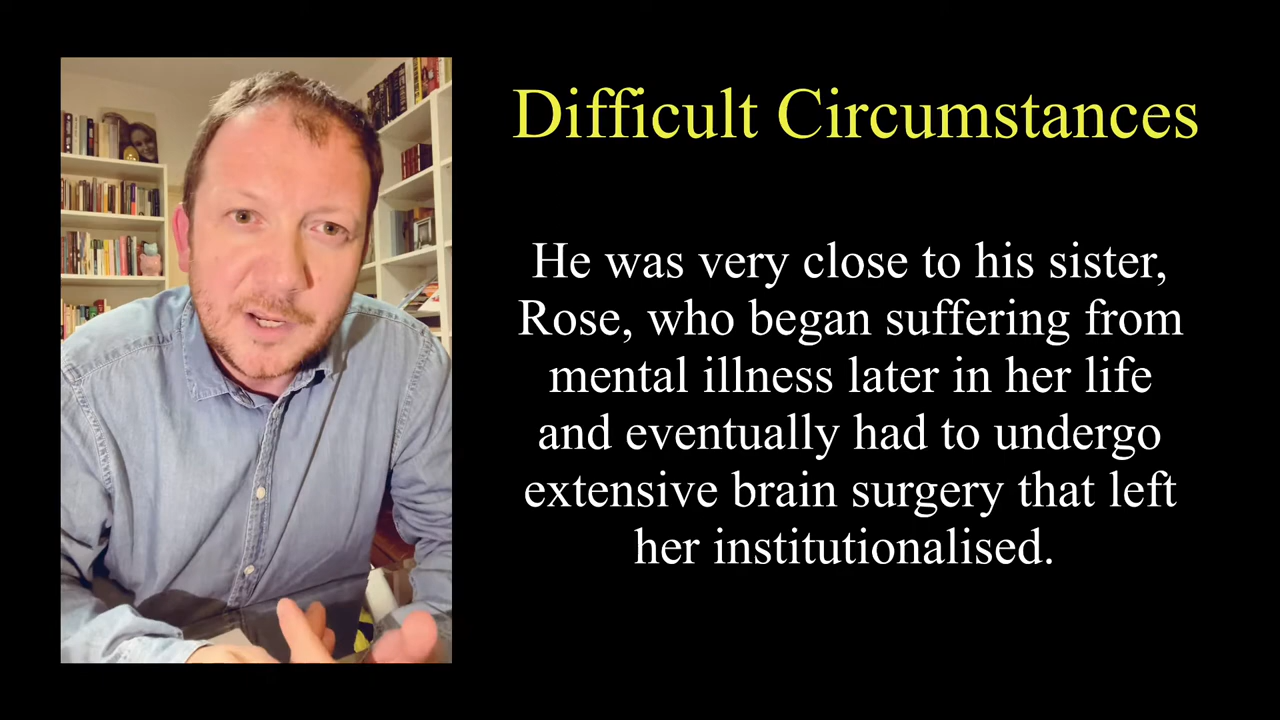 Difficult Circumstances
He was very close to his sister,
Rose, who began suffering from
mental illness later in her life
and eventually had to undergo
extensive brain surgery that left
her institutionalised.